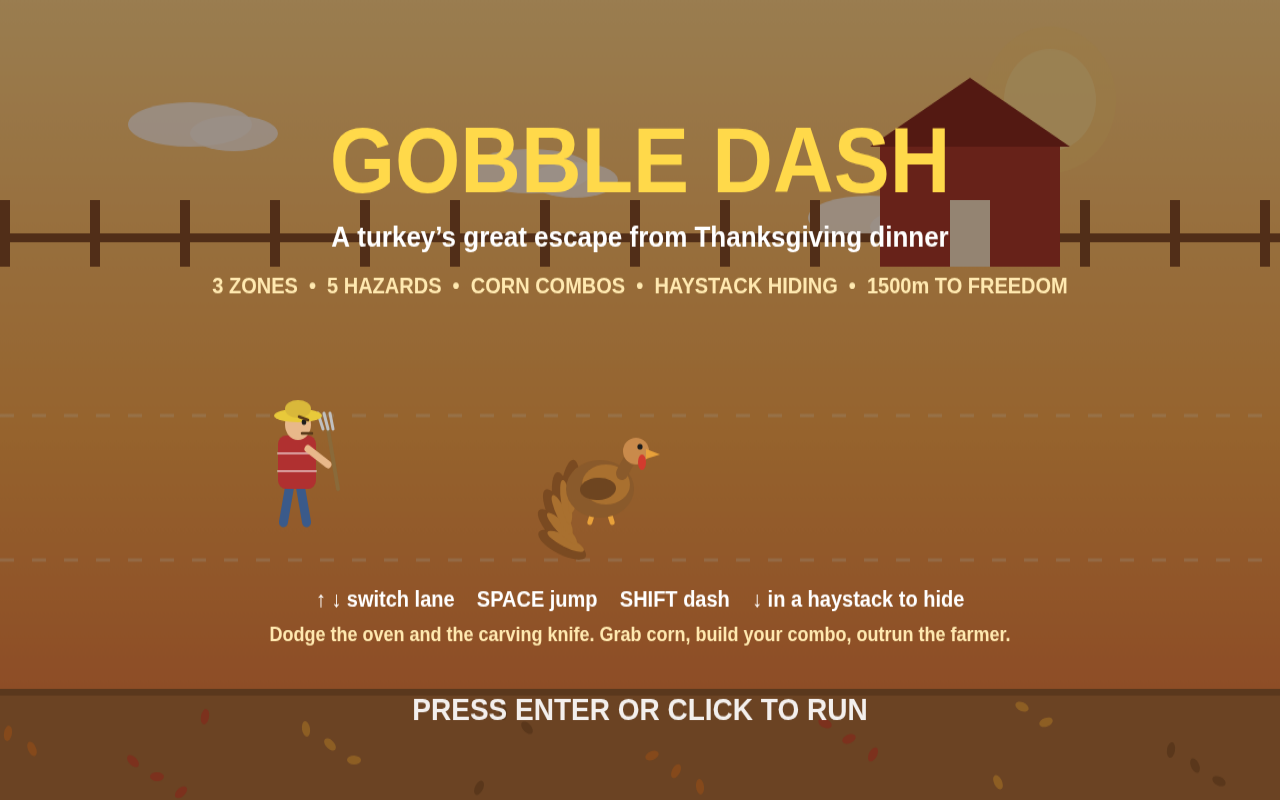 GOBBLE DASH
A turkey’s great escape from Thanksgiving dinner
3 ZONES • 5 HAZARDS • CORN COMBOS • HAYSTACK HIDING • 1500m TO FREEDOM
↑ ↓ switch lane SPACE jump SHIFT dash ↓ in a haystack to hide
Dodge the oven and the carving knife. Grab corn, build your combo, outrun the farmer.
PRESS ENTER OR CLICK TO RUN